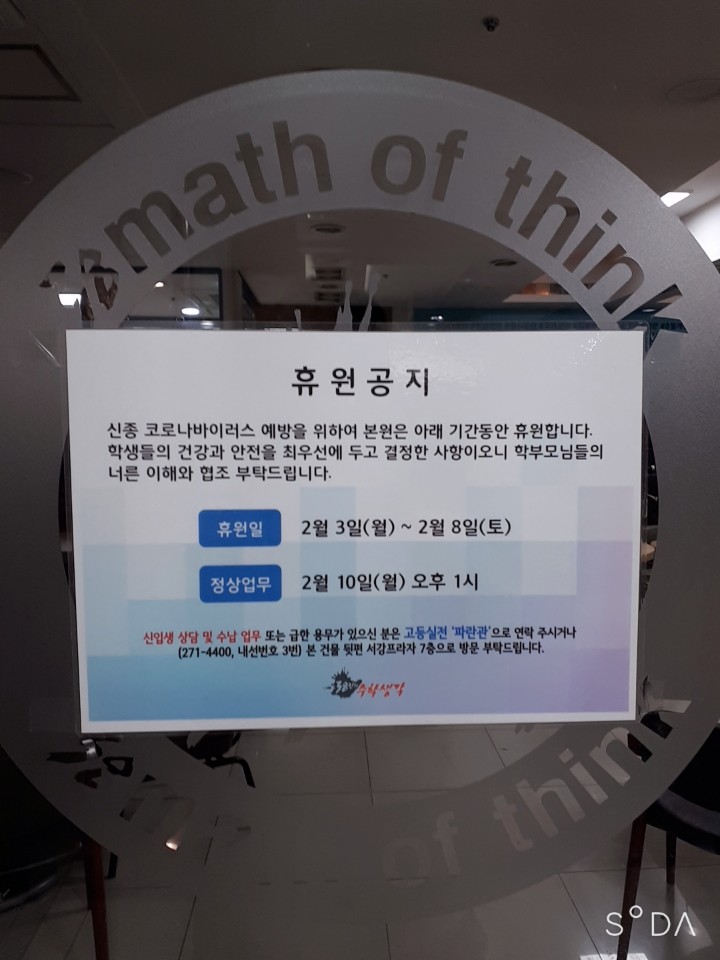 math of think
휴원공지
신종 코로나바이러스 예방을 위하여 본원은 아래 기간동안 휴원합니다.
학생들의 건강과 안전을 최우선에 두고 결정한 사항이오니 학부모님들의
너른 이해와 협조 부탁드립니다.
휴원일 2월 3일(월) ~ 2월 8일(토)
정상업무 2월 10일(월) 오후 1시
신입생 상담 및 수납 업무 또는 급한 용무가 있으신 분은 고등실전 '파란관'으로 연락 주시거나
(271-4400, 내선번호 3번) 본 건물 뒷편 서강프라자 7층으로 방문 부탁드립니다.
수학생각
of think
SODA